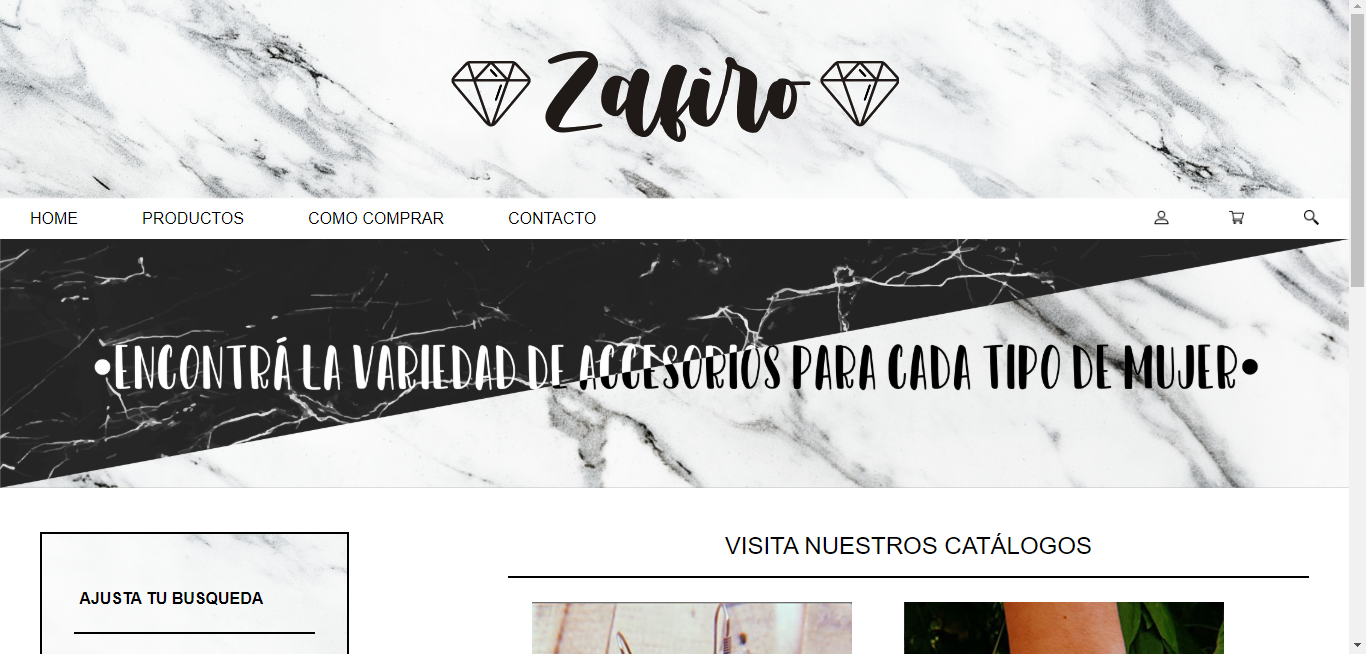 Zafiro
HOME PRODUCTOS COMO COMPRAR CONTACTO
•ENCONTRÁ LA VARIEDAD DE ACCESORIOS PARA CADA TIPO DE MUJER•
VISITA NUESTROS CATÁLOGOS
AJUSTA TU BUSQUEDA